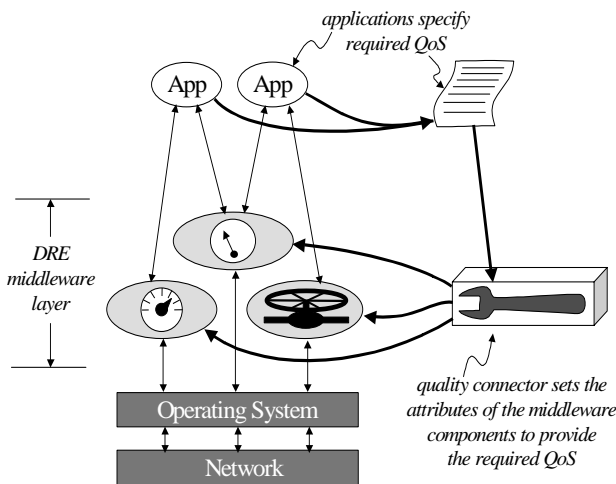 applications specify
required QoS
App
App
DRE
middleware
layer
quality connector sets the
attributes of the middleware
components to provide
the required QoS
Operating System
Network